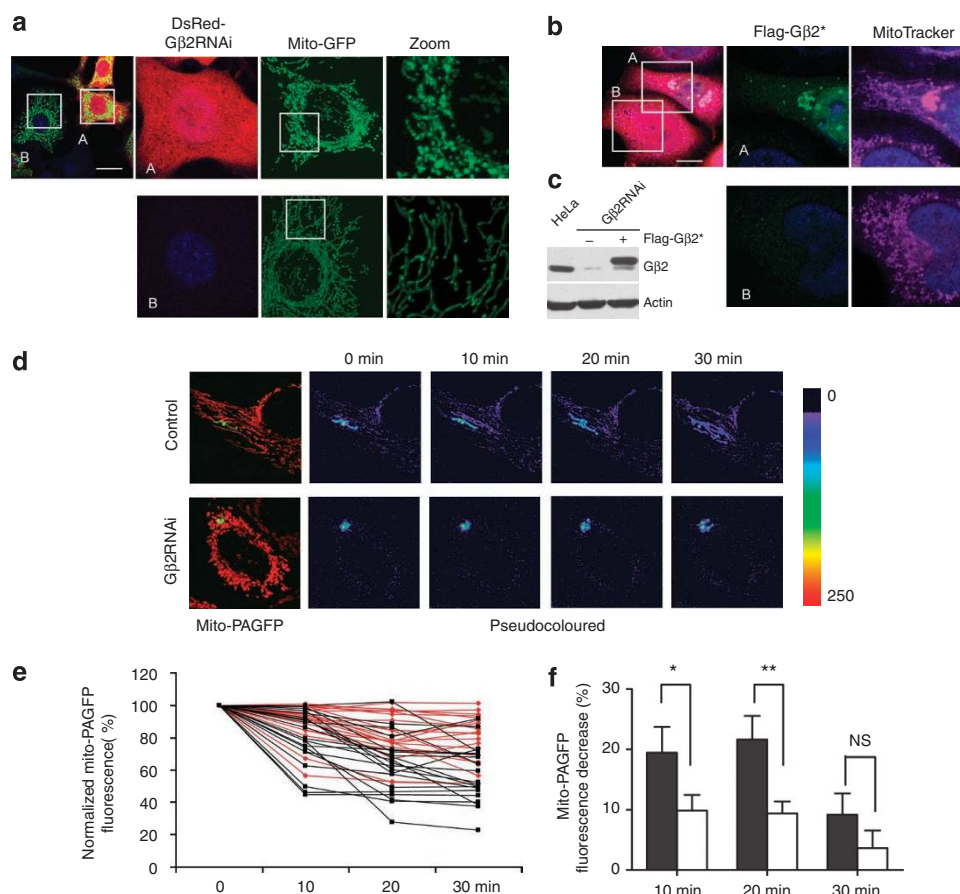 a
DsRed-
Gβ2RNAi
Mito-GFP
Zoom
B
A
A
B
b
Flag-Gβ2*
MitoTracker
A
B
A
B
c
HeLa
Gβ2RNAi
– +
Flag-Gβ2*
Gβ2
Actin
d
0 min
10 min
20 min
30 min
Control
Gβ2RNAi
Mito-PAGFP
Pseudocoloured
0
250
e
Normalized mito-PAGFP
fluorescence( %)
120
100
80
60
40
20
0
0
10
20
30 min
f
Mito-PAGFP
fluorescence decrease (%)
30
20
10
0
*
**
NS
10 min
20 min
30 min